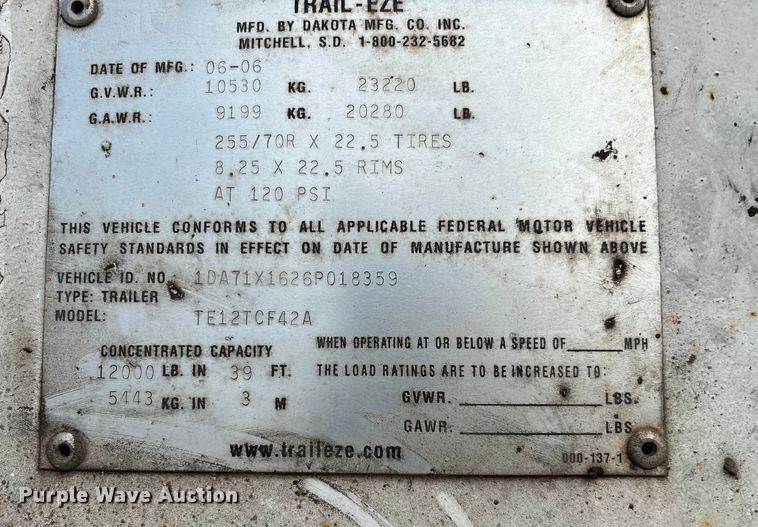 TRAIL-EZE
MFD. BY DAKOTA MFG. CO. INC.
MITCHELL, S.D. 1-800-232-5682
DATE OF MFG.: 06-06
G.V.W.R.: 10530 KG. 23220 LB.
G.A.W.R.: 9199 KG. 20280 LB.
255/70R X 22.5 TIRES
8.25 X 22.5 RIMS
AT 120 PSI
THIS VEHICLE CONFORMS TO ALL APPLICABLE FEDERAL MOTOR VEHICLE
SAFETY STANDARDS IN EFFECT ON DATE OF MANUFACTURE SHOWN ABOVE
VEHICLE ID. NO.: 1DA71X1626P018359
TYPE: TRAILER
MODEL: TE12TCF42A
CONCENTRATED CAPACITY
12000 LB. IN 39 FT.
5443 KG. IN 3 M
WHEN OPERATING AT OR BELOW A SPEED OF______MPH
THE LOAD RATINGS ARE TO BE INCREASED TO:
GVWR. ______LBS.
GAWR. ______LBS
www.traileze.com
000-137-1
Purple Wave Auction